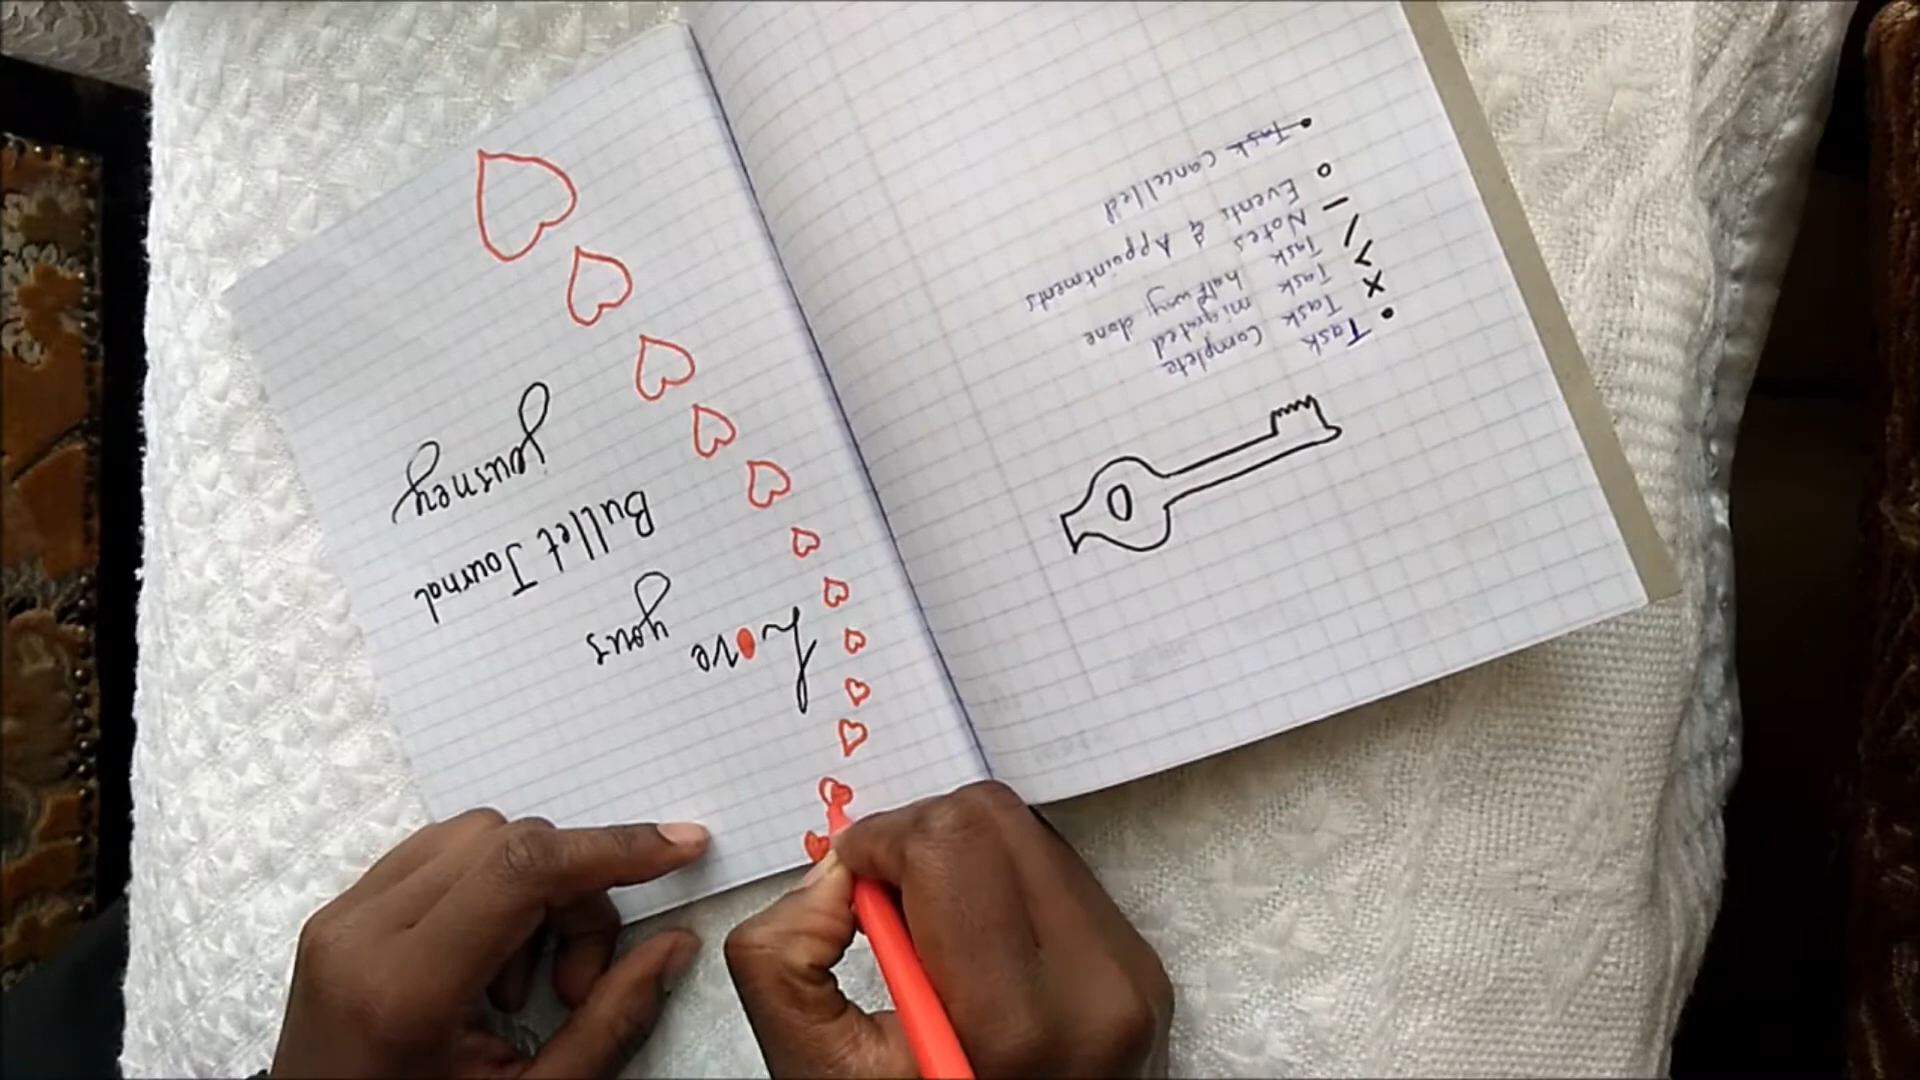 • Task
x Task Complete
> Task migrated
/ Task half way done
– Notes
o Events & Appointments
• Task Cancelled
Love
your
Bullet Journal
journey